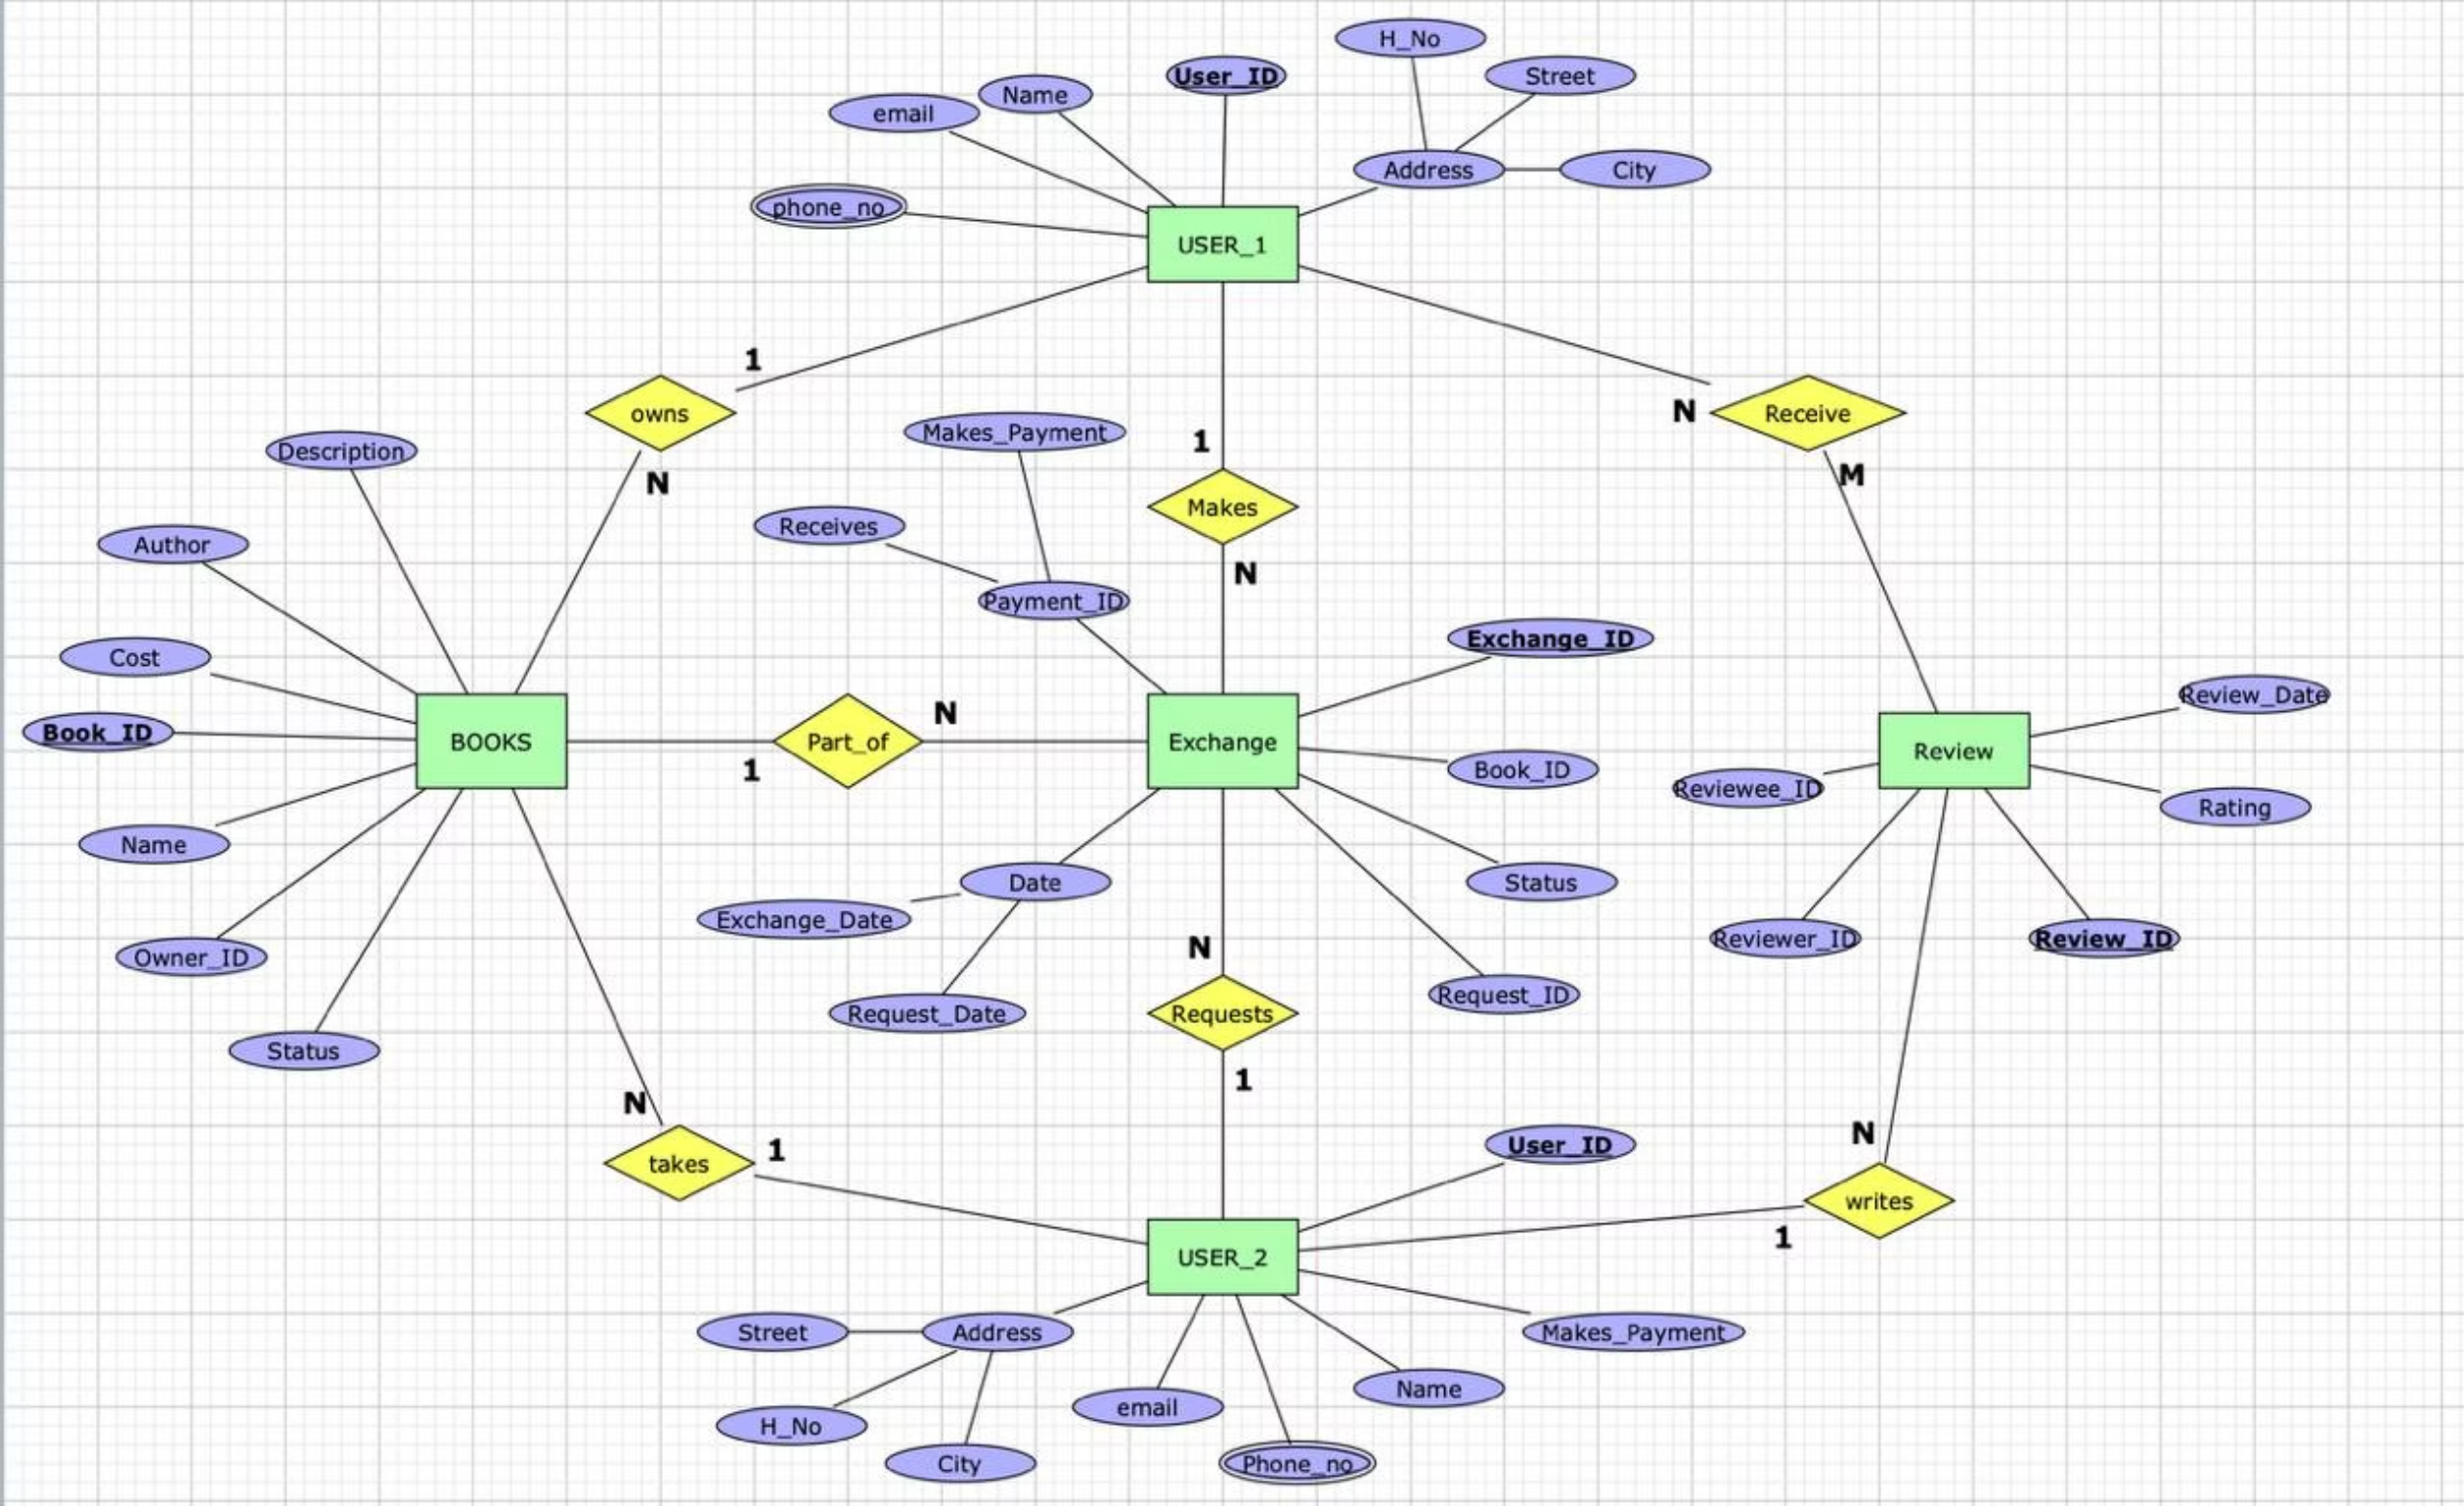 H_No
Street
User_ID
Name
email
Address
City
phone_no
USER_1
1
owns
N
Receive
N
Makes_Payment
1
Description
N
M
Makes
Receives
Author
N
Payment_ID
Exchange_ID
Cost
Review_Date
N
Book_ID
BOOKS
Part_of
Exchange
Review
1
Book_ID
Reviewee_ID
Rating
Name
Date
Status
Exchange_Date
Reviewer_ID
Review_ID
N
Owner_ID
Request_ID
Request_Date
Requests
Status
1
N
N
User_ID
1
takes
writes
1
USER_2
Street
Address
Makes_Payment
Name
email
H_No
City
Phone_no